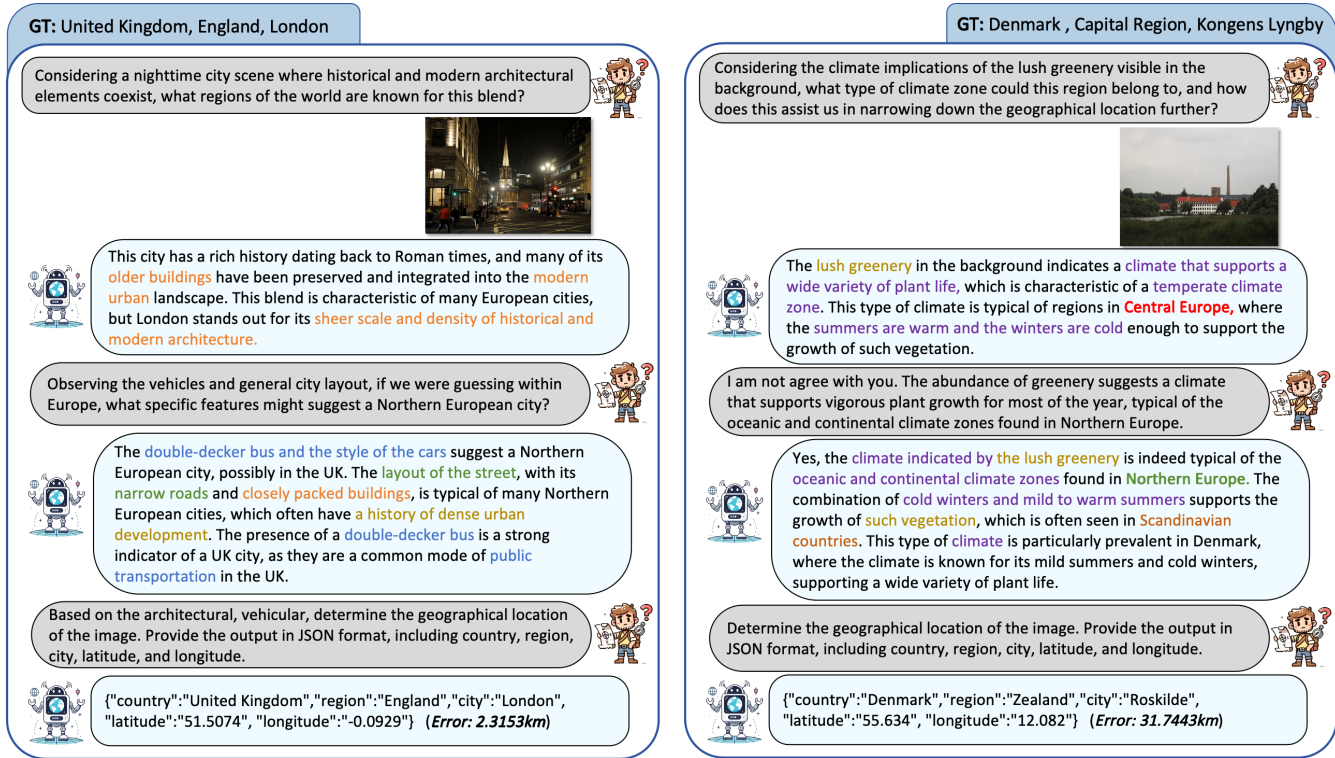 GT: United Kingdom, England, London
Considering a nighttime city scene where historical and modern architectural
elements coexist, what regions of the world are known for this blend?
?
This city has a rich history dating back to Roman times, and many of its
older buildings have been preserved and integrated into the modern
urban landscape. This blend is characteristic of many European cities,
but London stands out for its sheer scale and density of historical and
modern architecture.
Observing the vehicles and general city layout, if we were guessing within
Europe, what specific features might suggest a Northern European city?
?
The double-decker bus and the style of the cars suggest a Northern
European city, possibly in the UK. The layout of the street, with its
narrow roads and closely packed buildings, is typical of many Northern
European cities, which often have a history of dense urban
development. The presence of a double-decker bus is a strong
indicator of a UK city, as they are a common mode of public
transportation in the UK.
Based on the architectural, vehicular, determine the geographical location
of the image. Provide the output in JSON format, including country, region,
city, latitude, and longitude.
?
{"country":"United Kingdom","region":"England","city":"London",
"latitude":"51.5074", "longitude":"-0.0929"} (Error: 2.3153km)
GT: Denmark , Capital Region, Kongens Lyngby
Considering the climate implications of the lush greenery visible in the
background, what type of climate zone could this region belong to, and how
does this assist us in narrowing down the geographical location further?
?
The lush greenery in the background indicates a climate that supports a
wide variety of plant life, which is characteristic of a temperate climate
zone. This type of climate is typical of regions in Central Europe, where
the summers are warm and the winters are cold enough to support the
growth of such vegetation.
I am not agree with you. The abundance of greenery suggests a climate
that supports vigorous plant growth for most of the year, typical of the
oceanic and continental climate zones found in Northern Europe.
?
Yes, the climate indicated by the lush greenery is indeed typical of the
oceanic and continental climate zones found in Northern Europe. The
combination of cold winters and mild to warm summers supports the
growth of such vegetation, which is often seen in Scandinavian
countries. This type of climate is particularly prevalent in Denmark,
where the climate is known for its mild summers and cold winters,
supporting a wide variety of plant life.
Determine the geographical location of the image. Provide the output in
JSON format, including country, region, city, latitude, and longitude.
?
{"country":"Denmark","region":"Zealand","city":"Roskilde",
"latitude":"55.634", "longitude":"12.082"} (Error: 31.7443km)